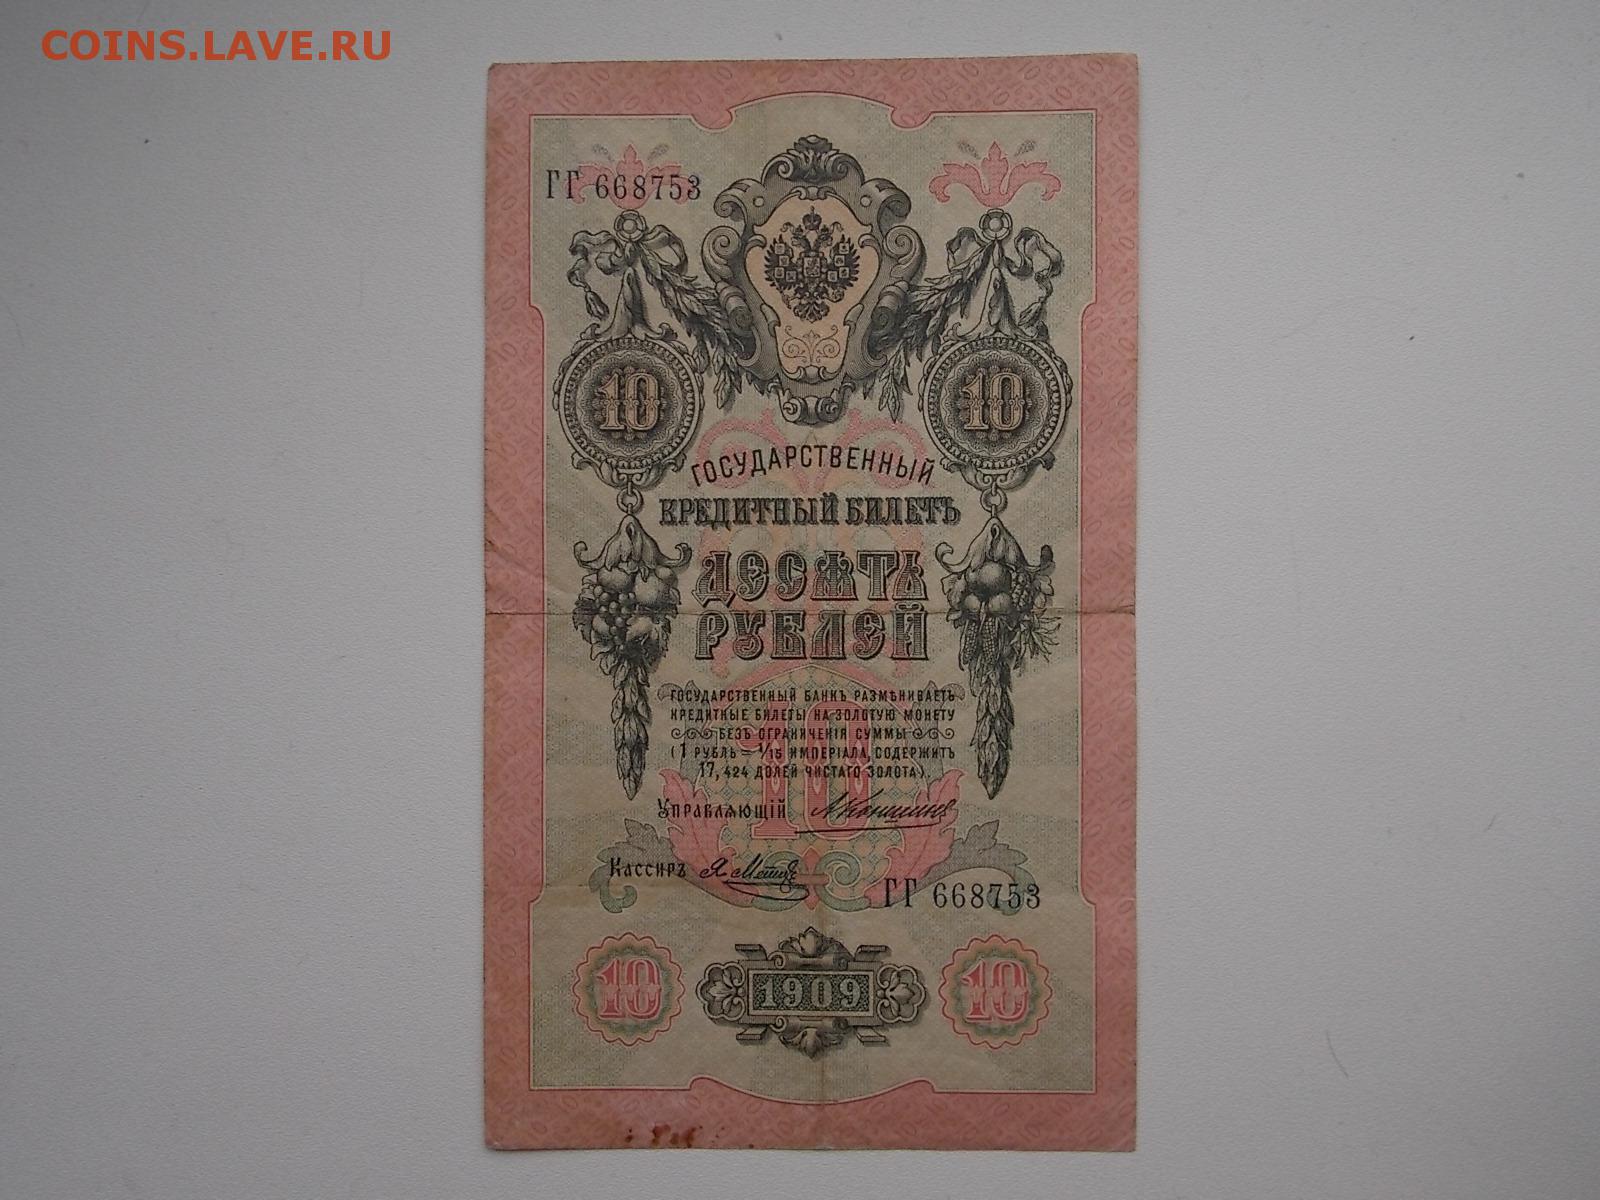 COINS.LAVE.RU
ГГ 668753
10 10
ГОСУДАРСТВЕННЫЙ
КРЕДИТНЫЙ БИЛЕТЪ
ДЕСЯТЬ
РУБЛЕЙ
ГОСУДАРСТВЕННЫЙ БАНКЪ РАЗМѢНИВАЕТЪ
КРЕДИТНЫЕ БИЛЕТЫ НА ЗОЛОТУЮ МОНЕТУ
БЕЗЪ ОГРАНИЧЕНІЯ СУММЫ
(1 РУБЛЬ = 1/15 ИМПЕРІАЛА, СОДЕРЖИТЪ
17,424 ДОЛЕЙ ЧИСТАГО ЗОЛОТА).
10
Управляющій
Кассиръ Я. Метцъ
ГГ 668753
10 1909 10